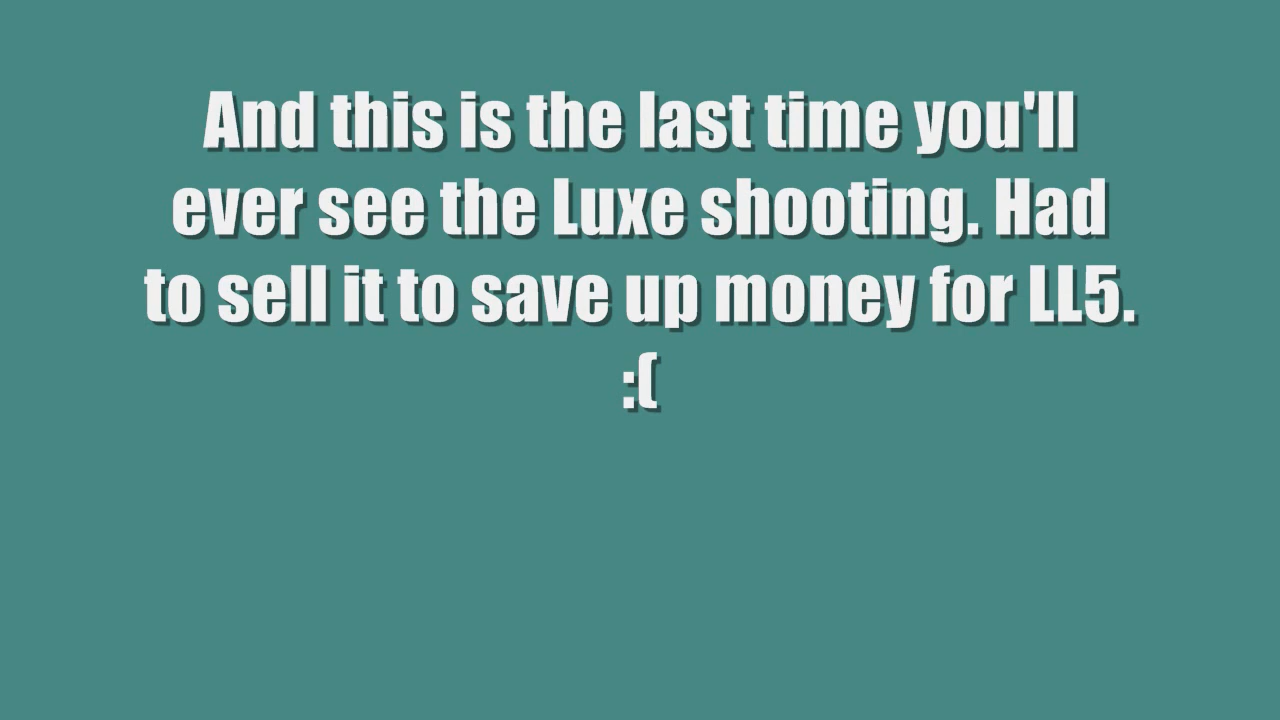 And this is the last time you'll
ever see the Luxe shooting. Had
to sell it to save up money for LL5.
:(